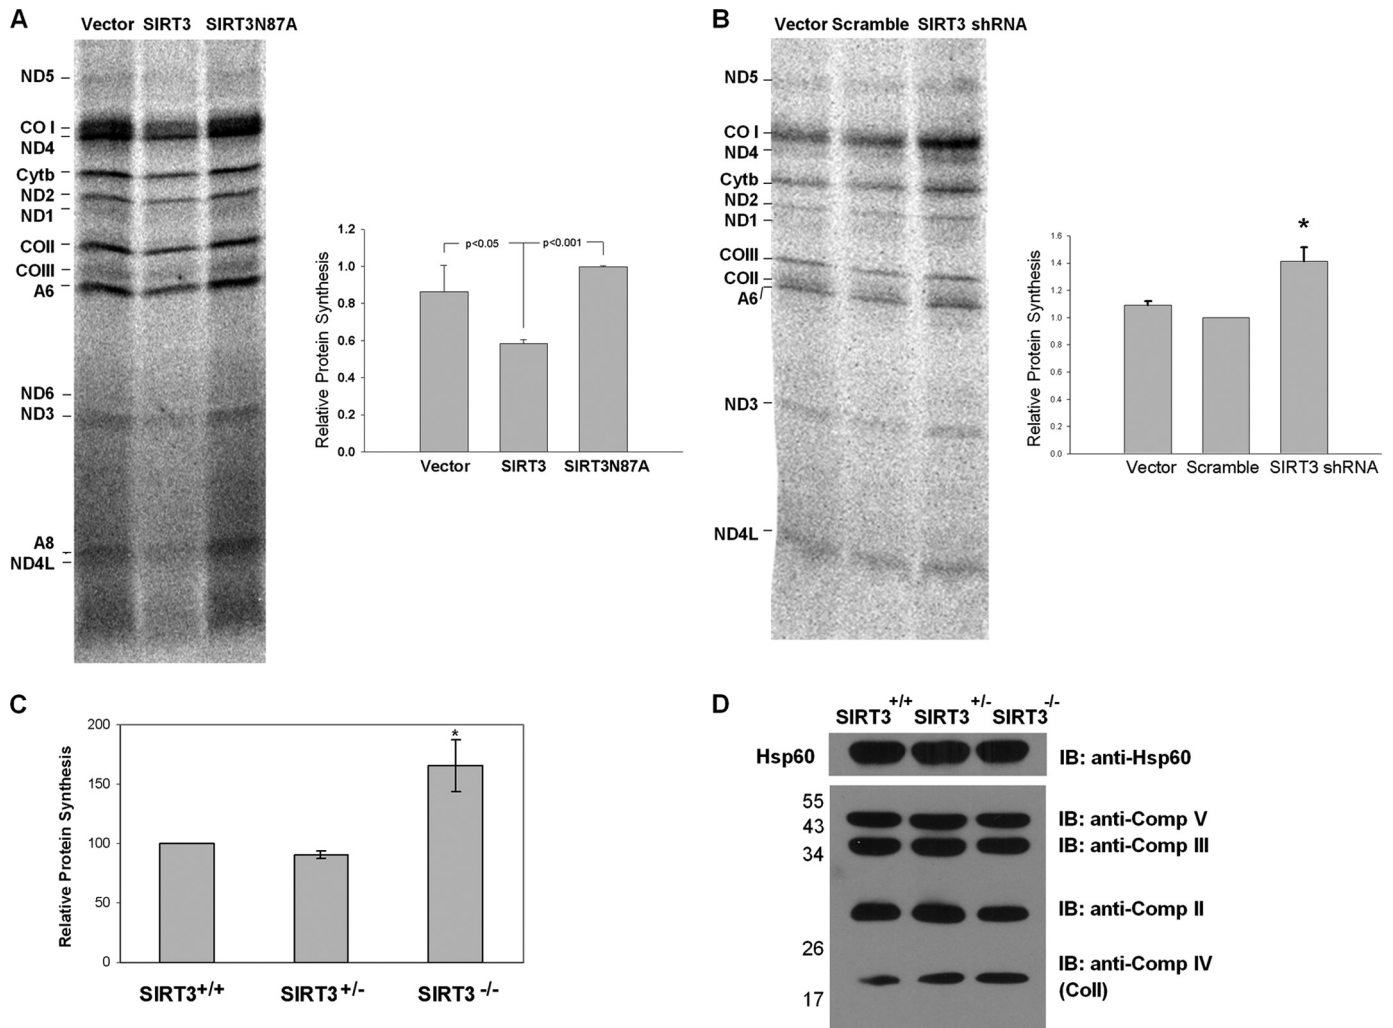 A
Vector SIRT3 SIRT3N87A
ND5
CO I
ND4
Cytb
ND2
ND1
COII
COIII
A6
ND6
ND3
A8
ND4L
Relative Protein Synthesis
1.2
1.0
0.8
0.6
0.4
0.2
0.0
p<0.05
p<0.001
Vector SIRT3 SIRT3N87A
B
Vector Scramble SIRT3 shRNA
ND5
CO I
ND4
Cytb
ND2
ND1
COIII
COII
A6
ND3
ND4L
Relative Protein Synthesis
1.6
1.4
1.2
1.0
0.8
0.6
0.4
0.2
0.0
*
Vector Scramble SIRT3 shRNA
C
Relative Protein Synthesis
200
150
100
50
0
*
SIRT3+/+ SIRT3+/- SIRT3 -/-
D
SIRT3+/+ SIRT3+/- SIRT3-/-
Hsp60 IB: anti-Hsp60
55
43
34
26
17
IB: anti-Comp V
IB: anti-Comp III
IB: anti-Comp II
IB: anti-Comp IV
(CoII)